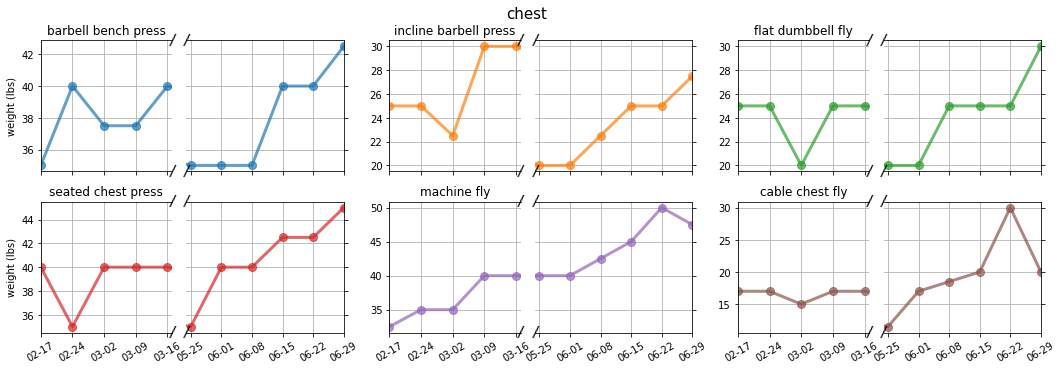 chest
barbell bench press
incline barbell press
flat dumbbell fly
weight (lbs)
42
40
38
36
30
28
26
24
22
20
30
28
26
24
22
20
seated chest press
machine fly
cable chest fly
weight (lbs)
44
42
40
38
36
50
45
40
35
30
25
20
15
02-17 02-24 03-02 03-09 03-16 05-25 06-01 06-08 06-15 06-22 06-29
02-17 02-24 03-02 03-09 03-16 05-25 06-01 06-08 06-15 06-22 06-29
02-17 02-24 03-02 03-09 03-16 05-25 06-01 06-08 06-15 06-22 06-29